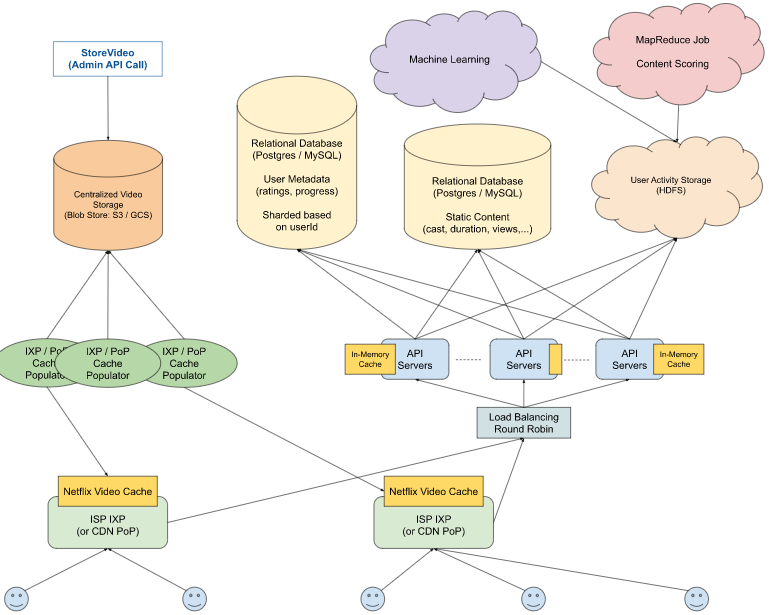 StoreVideo
(Admin API Call)
Machine Learning
MapReduce Job
Content Scoring
Centralized Video
Storage
(Blob Store: S3 / GCS)
Relational Database
(Postgres / MySQL)
User Metadata
(ratings, progress)
Sharded based
on userId
Relational Database
(Postgres / MySQL)
Static Content
(cast, duration, views,...)
User Activity Storage
(HDFS)
IXP / PoP
Cache
Populator
IXP / PoP
Cache
Populator
IXP / PoP
Cache
Populator
In-Memory
Cache
API
Servers
API
Servers
API
Servers
In-Memory
Cache
Load Balancing
Round Robin
Netflix Video Cache
ISP IXP
(or CDN PoP)
Netflix Video Cache
ISP IXP
(or CDN PoP)